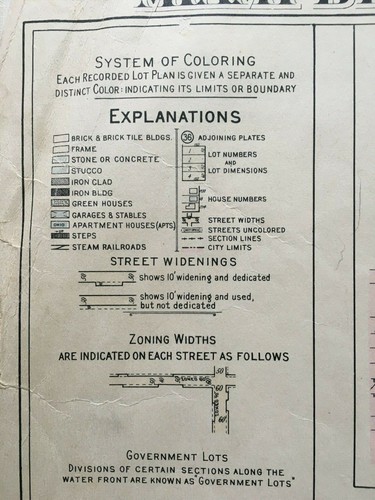 SYSTEM OF COLORING
EACH RECORDED LOT PLAN IS GIVEN A SEPARATE AND
DISTINCT COLOR: INDICATING ITS LIMITS OR BOUNDARY
EXPLANATIONS
BRICK & BRICK TILE BLDGS.
FRAME
STONE OR CONCRETE
STUCCO
IRON CLAD
IRON BLDG
GREEN HOUSES
GARAGES & STABLES
APARTMENT HOUSES (APTS)
STEPS
STEAM RAILROADS
36 ADJOINING PLATES
LOT NUMBERS
AND
LOT DIMENSIONS
HOUSE NUMBERS
STREET WIDTHS
STREETS UNCOLORED
SECTION LINES
CITY LIMITS
STREET WIDENINGS
shows 10' widening and dedicated
shows 10' widening and used,
but not dedicated
ZONING WIDTHS
ARE INDICATED ON EACH STREET AS FOLLOWS
50
60
60
GOVERNMENT LOTS
DIVISIONS OF CERTAIN SECTIONS ALONG THE
WATER FRONT ARE KNOWN AS "GOVERNMENT LOTS"